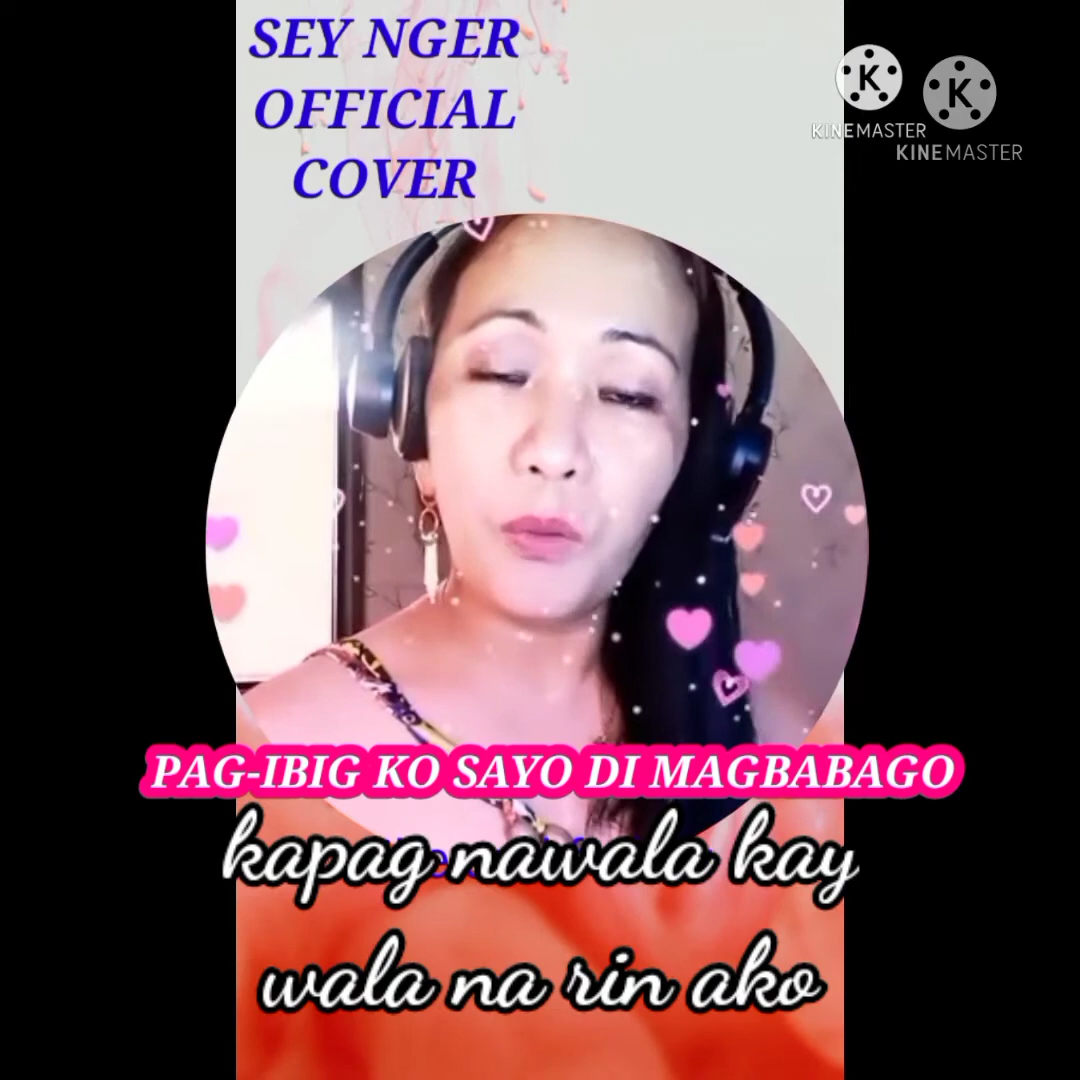 SEY NGER
OFFICIAL
COVER
KINEMASTER
KINEMASTER
PAG-IBIG KO SAYO DI MAGBABAGO
kapag nawala kay
wala na rin ako